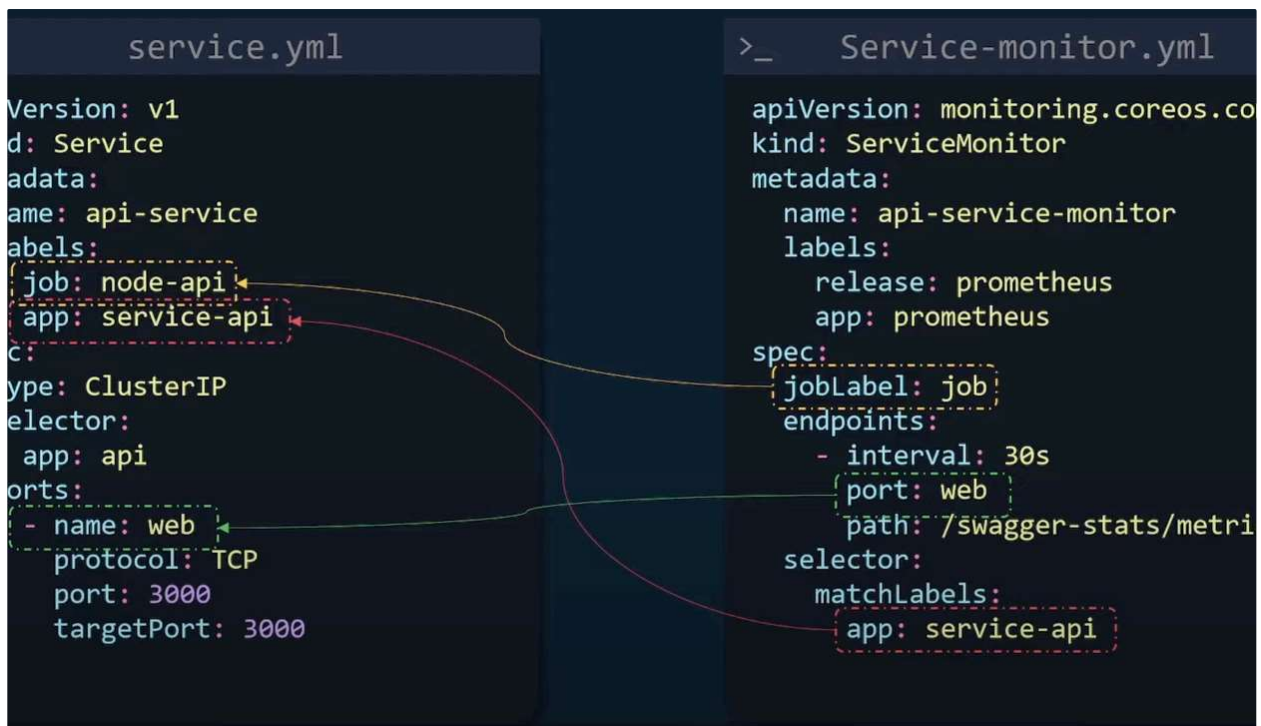 service.yml
Version: v1
d: Service
adata:
ame: api-service
abels:
job: node-api
app: service-api
c:
ype: ClusterIP
elector:
app: api
orts:
- name: web
protocol: TCP
port: 3000
targetPort: 3000
>_ Service-monitor.yml
apiVersion: monitoring.coreos.co
kind: ServiceMonitor
metadata:
name: api-service-monitor
labels:
release: prometheus
app: prometheus
spec:
jobLabel: job
endpoints:
- interval: 30s
port: web
path: /swagger-stats/metri
selector:
matchLabels:
app: service-api